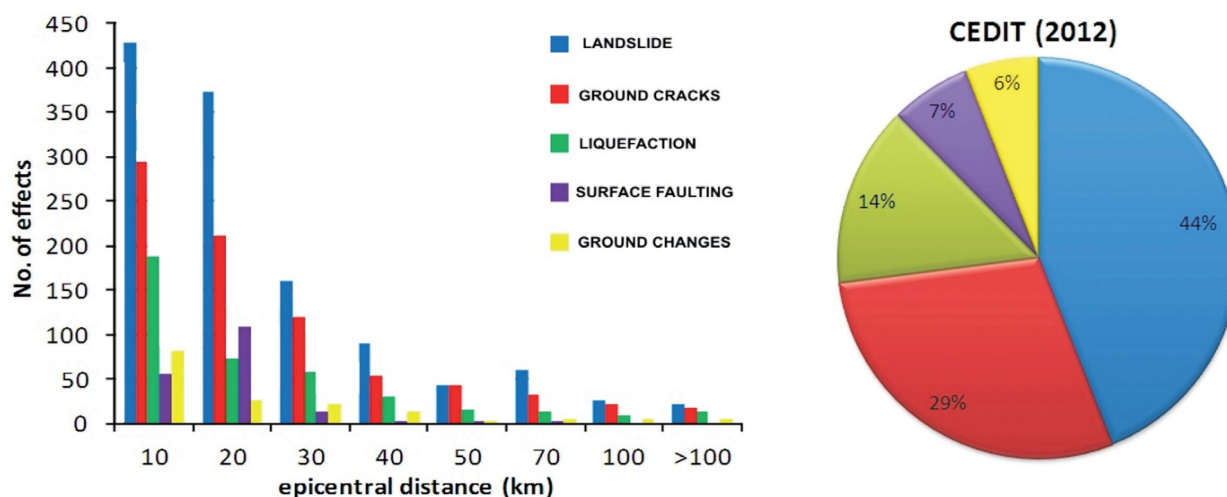 450
400
350
300
250
200
150
100
50
0
No. of effects
10 20 30 40 50 70 100 >100
epicentral distance (km)
LANDSLIDE
GROUND CRACKS
LIQUEFACTION
SURFACE FAULTING
GROUND CHANGES
CEDIT (2012)
6%
7%
14%
44%
29%